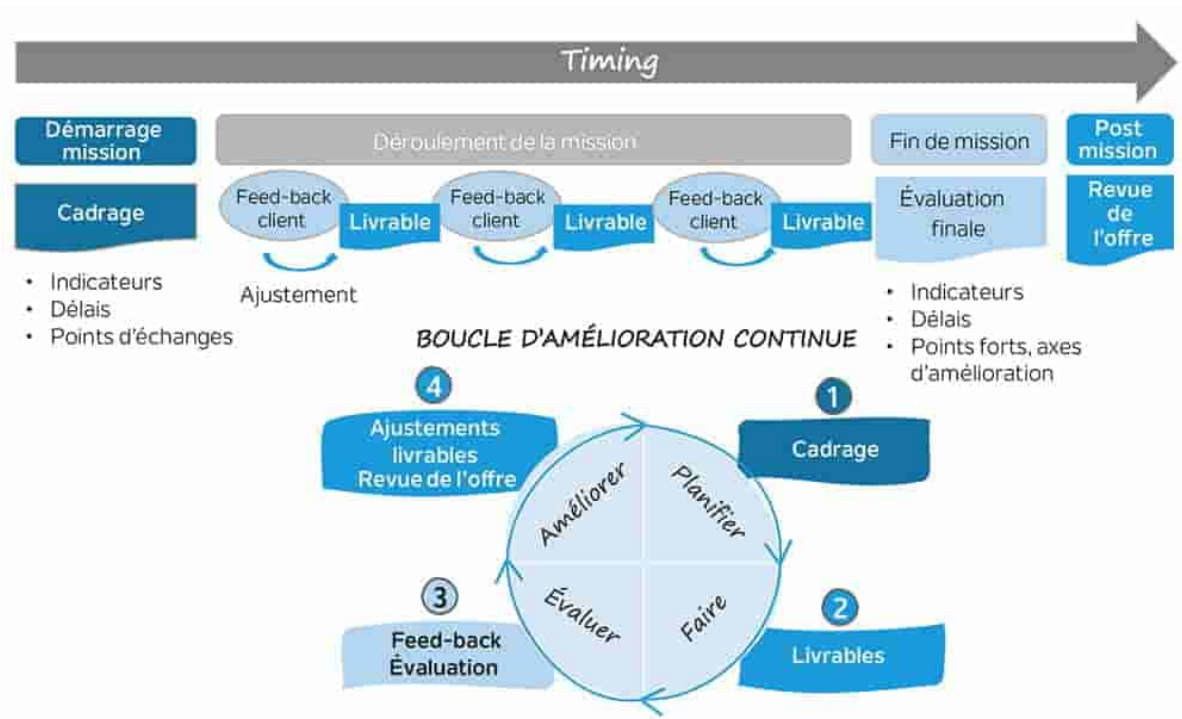 Timing
Démarrage
mission
Déroulement de la mission
Fin de mission
Post
mission
Cadrage
Feed-back
client
Livrable
Feed-back
client
Livrable
Feed-back
client
Livrable
Évaluation
finale
Revue
de
l'offre
• Indicateurs
• Délais
• Points d'échanges
Ajustement
• Indicateurs
• Délais
• Points forts, axes
d'amélioration
BOUCLE D'AMÉLIORATION CONTINUE
4
Ajustements
livrables
Revue de l'offre
1
Cadrage
Améliorer
Planifier
Évaluer
Faire
3
Feed-back
Évaluation
2
Livrables